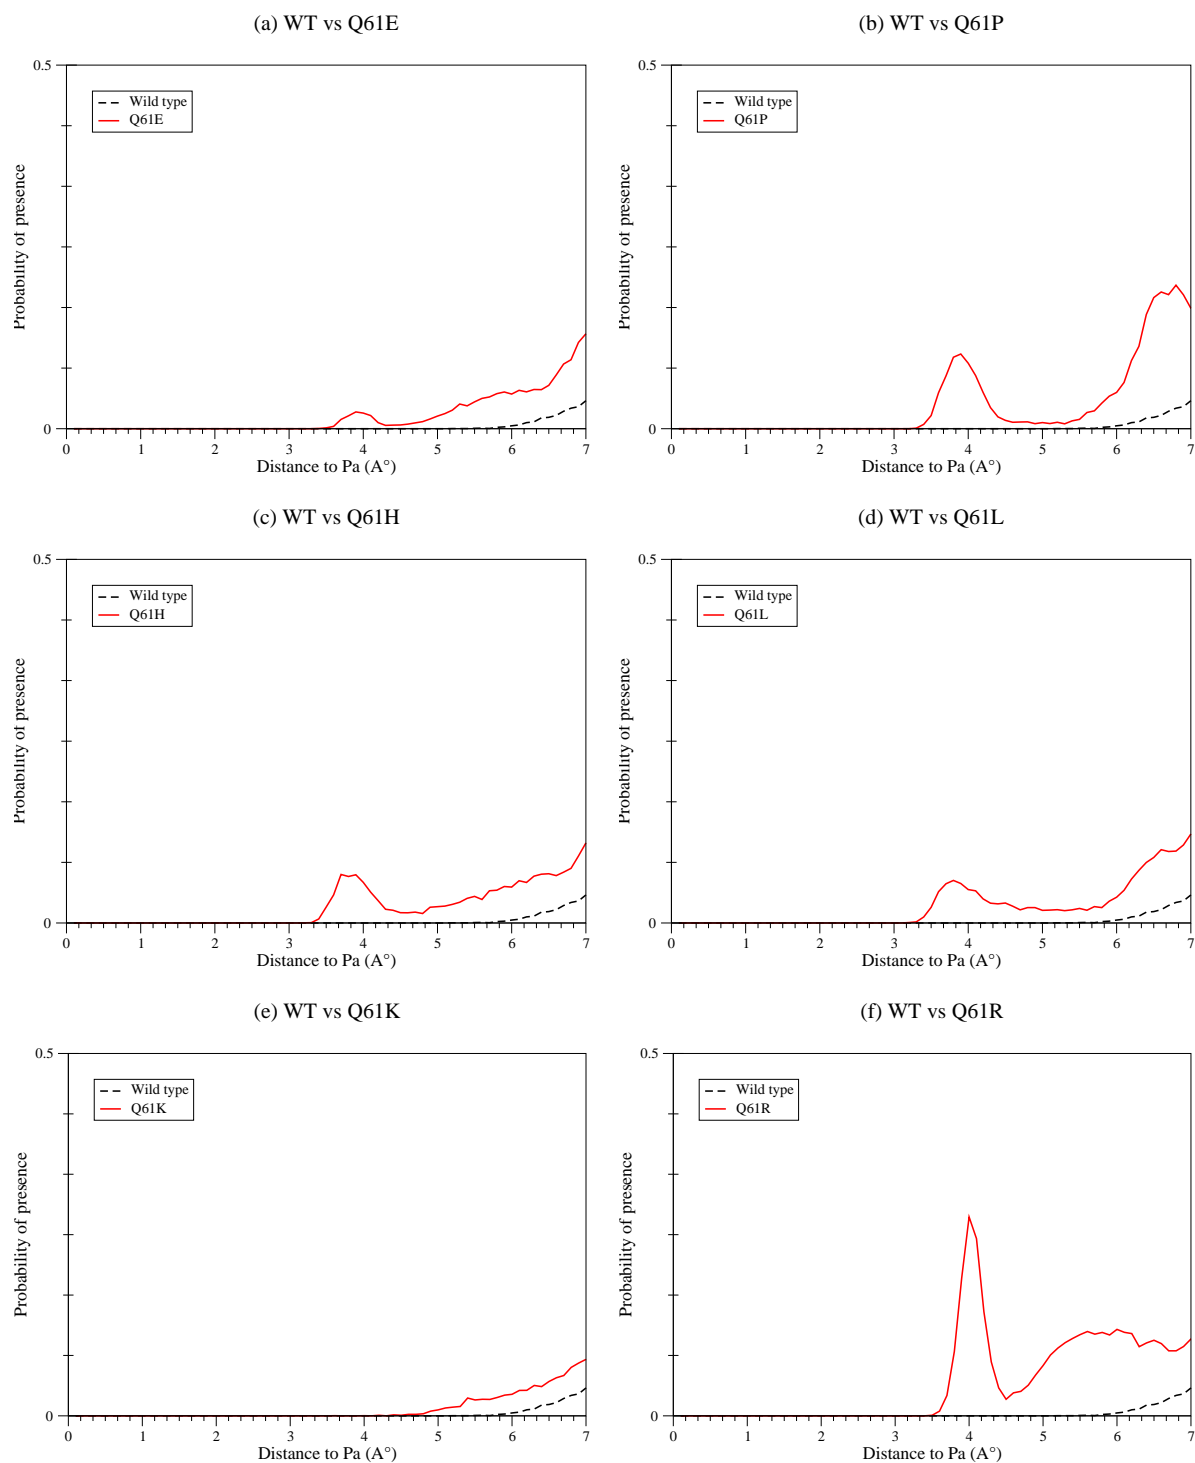 (a) WT vs Q61E
0.5
Wild type
Q61E
Probability of presence
0
0 1 2 3 4 5 6 7
Distance to Pa (A°)
(b) WT vs Q61P
0.5
Wild type
Q61P
Probability of presence
0
0 1 2 3 4 5 6 7
Distance to Pa (A°)
(c) WT vs Q61H
0.5
Wild type
Q61H
Probability of presence
0
0 1 2 3 4 5 6 7
Distance to Pa (A°)
(d) WT vs Q61L
0.5
Wild type
Q61L
Probability of presence
0
0 1 2 3 4 5 6 7
Distance to Pa (A°)
(e) WT vs Q61K
0.5
Wild type
Q61K
Probability of presence
0
0 1 2 3 4 5 6 7
Distance to Pa (A°)
(f) WT vs Q61R
0.5
Wild type
Q61R
Probability of presence
0
0 1 2 3 4 5 6 7
Distance to Pa (A°)